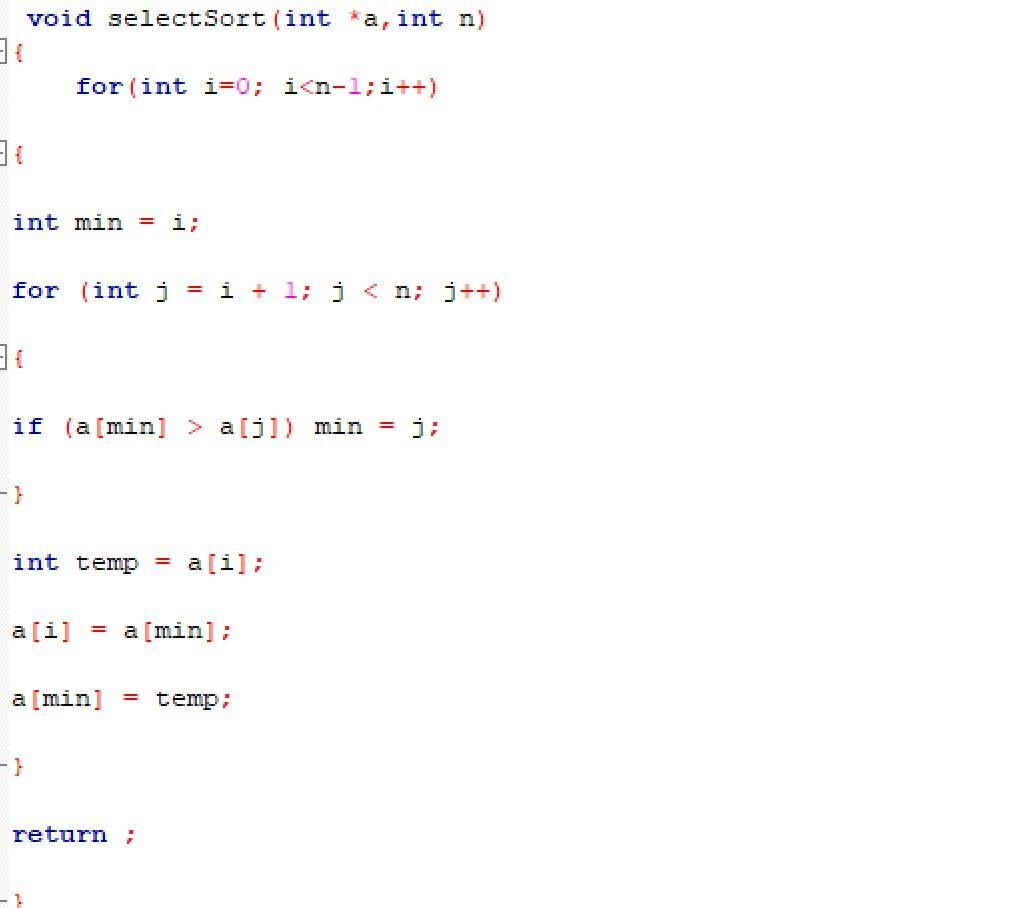 void selectSort(int *a,int n)
{
for(int i=0; i<n-1;i++)
{
int min = i;
for (int j = i + 1; j < n; j++)
{
if (a[min] > a[j]) min = j;
}
int temp = a[i];
a[i] = a[min];
a[min] = temp;
}
return ;
}